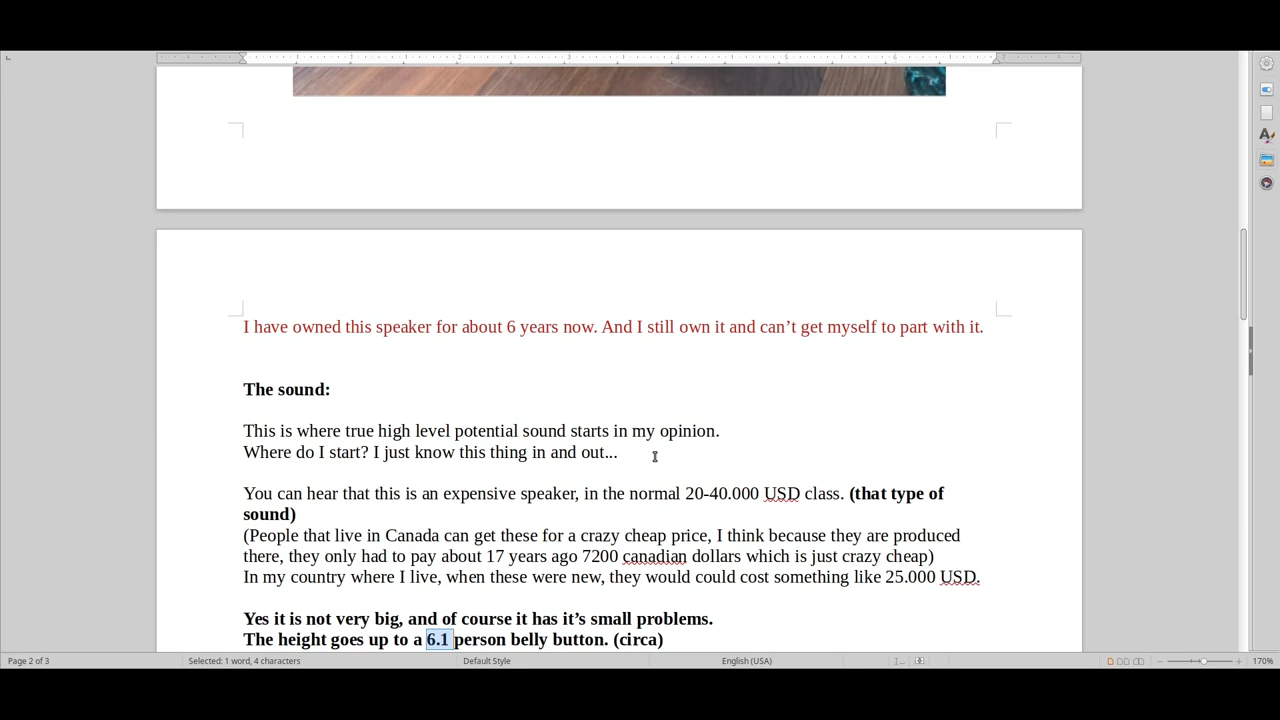 I have owned this speaker for about 6 years now. And I still own it and can’t get myself to part with it.
The sound:
This is where true high level potential sound starts in my opinion.
Where do I start? I just know this thing in and out...
You can hear that this is an expensive speaker, in the normal 20-40.000 USD class. (that type of
sound)
(People that live in Canada can get these for a crazy cheap price, I think because they are produced
there, they only had to pay about 17 years ago 7200 canadian dollars which is just crazy cheap)
In my country where I live, when these were new, they would could cost something like 25.000 USD.
Yes it is not very big, and of course it has it’s small problems.
The height goes up to a 6.1 person belly button. (circa)
Page 2 of 3
Selected: 1 word, 4 characters
Default Style
English (USA)
170%